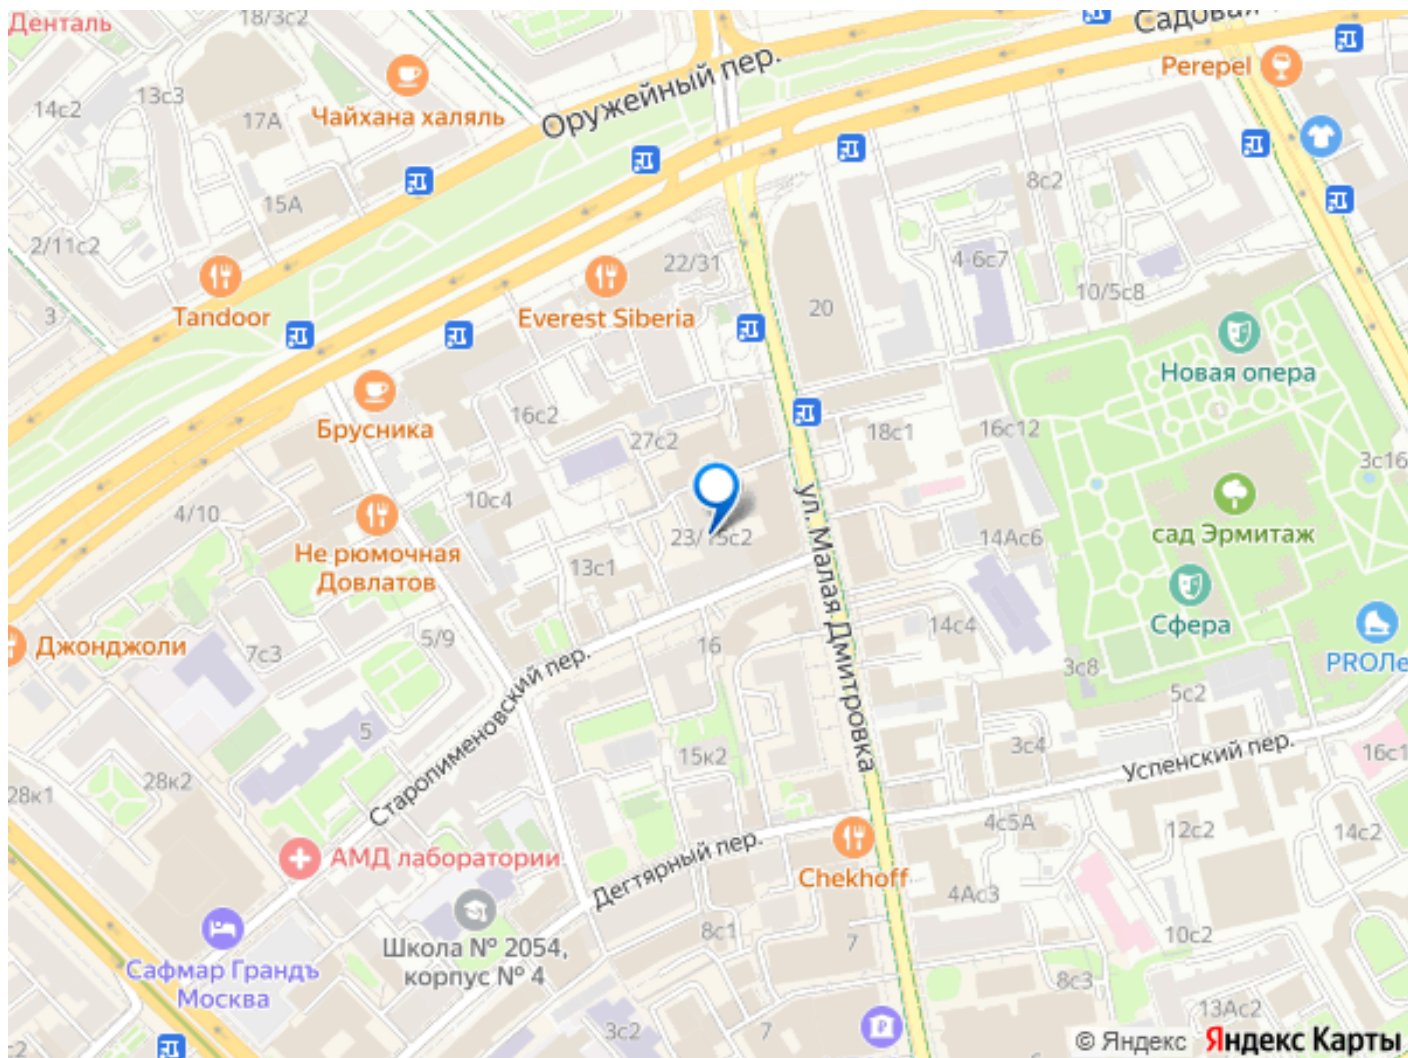 Денталь
18/3с2
Садовая
Perepel
14с2
13с3
17А
Чайхана халяль
Оружейный пер.
15А
8с2
2/11с2
22/31
4-6с7
10/5с8
3
Tandoor
Everest Siberia
20
Новая опера
Брусника
16с2
27с2
18с1
16с12
3с16
10с4
4/10
23/15с2
ул. Малая Дмитровка
14Ас6
сад Эрмитаж
Не рюмочная
Довлатов
13с1
Сфера
Джонджоли
7с3
5/9
16
14с4
3с8
PROЛе
Старопименовский пер.
5с2
5
15к2
3с4
Успенский пер.
16с1
28к1
28к2
АМД лаборатории
Дегтярный пер.
Chekhoff
4с5А
12с2
14с2
4Ас3
Школа № 2054,
корпус № 4
8с1
7
10с2
Сафмар Грандъ
Москва
8с3
3с2
7
13Ас2
© Яндекс Яндекс Карты